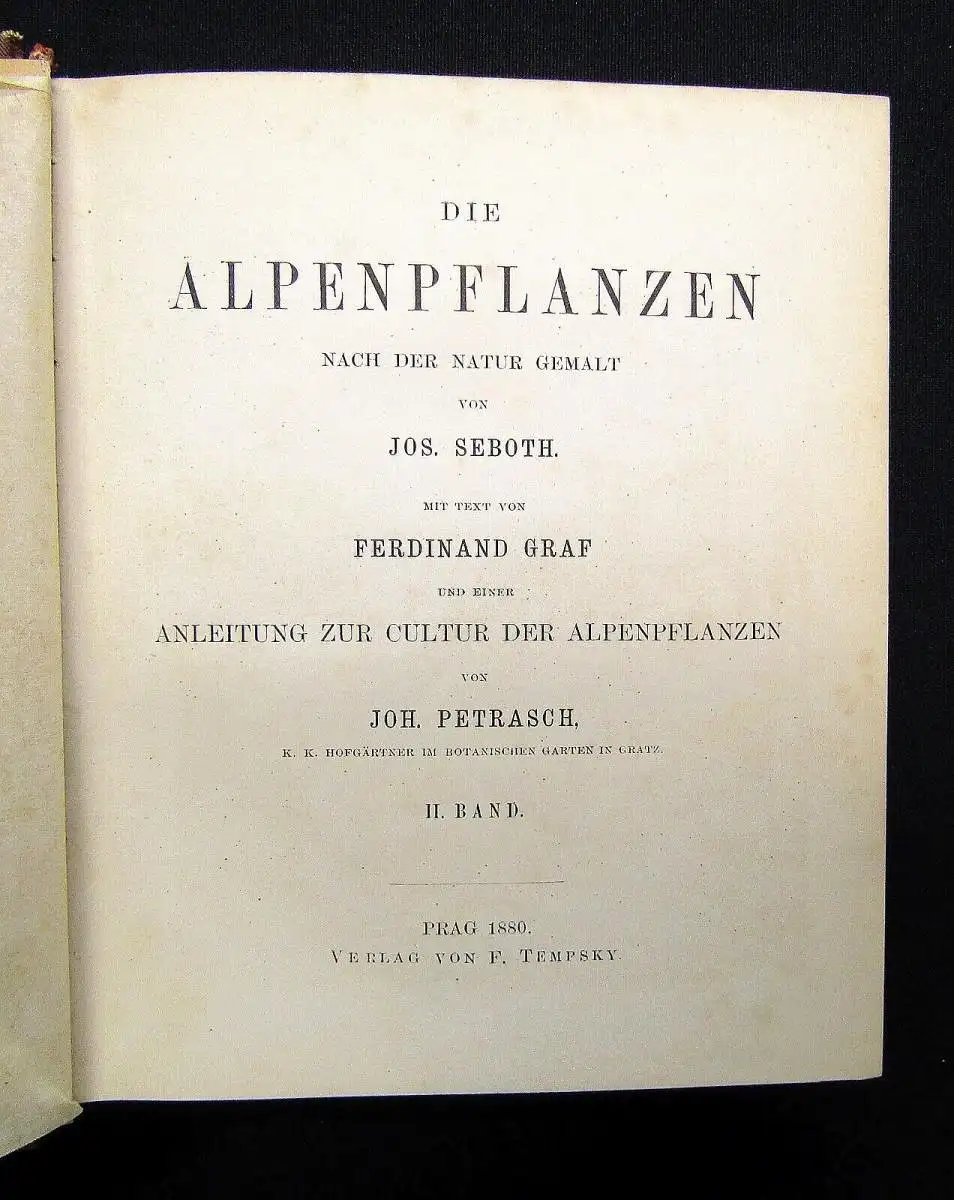 DIE
ALPENPFLANZEN
NACH DER NATUR GEMALT
VON
JOS. SEBOTH.
MIT TEXT VON
FERDINAND GRAF
UND EINER
ANLEITUNG ZUR CULTUR DER ALPENPFLANZEN
VON
JOH. PETRASCH,
K. K. HOFGÄRTNER IM BOTANISCHEN GARTEN IN GRATZ.
II. BAND.
PRAG 1880.
VERLAG VON F. TEMPSKY.